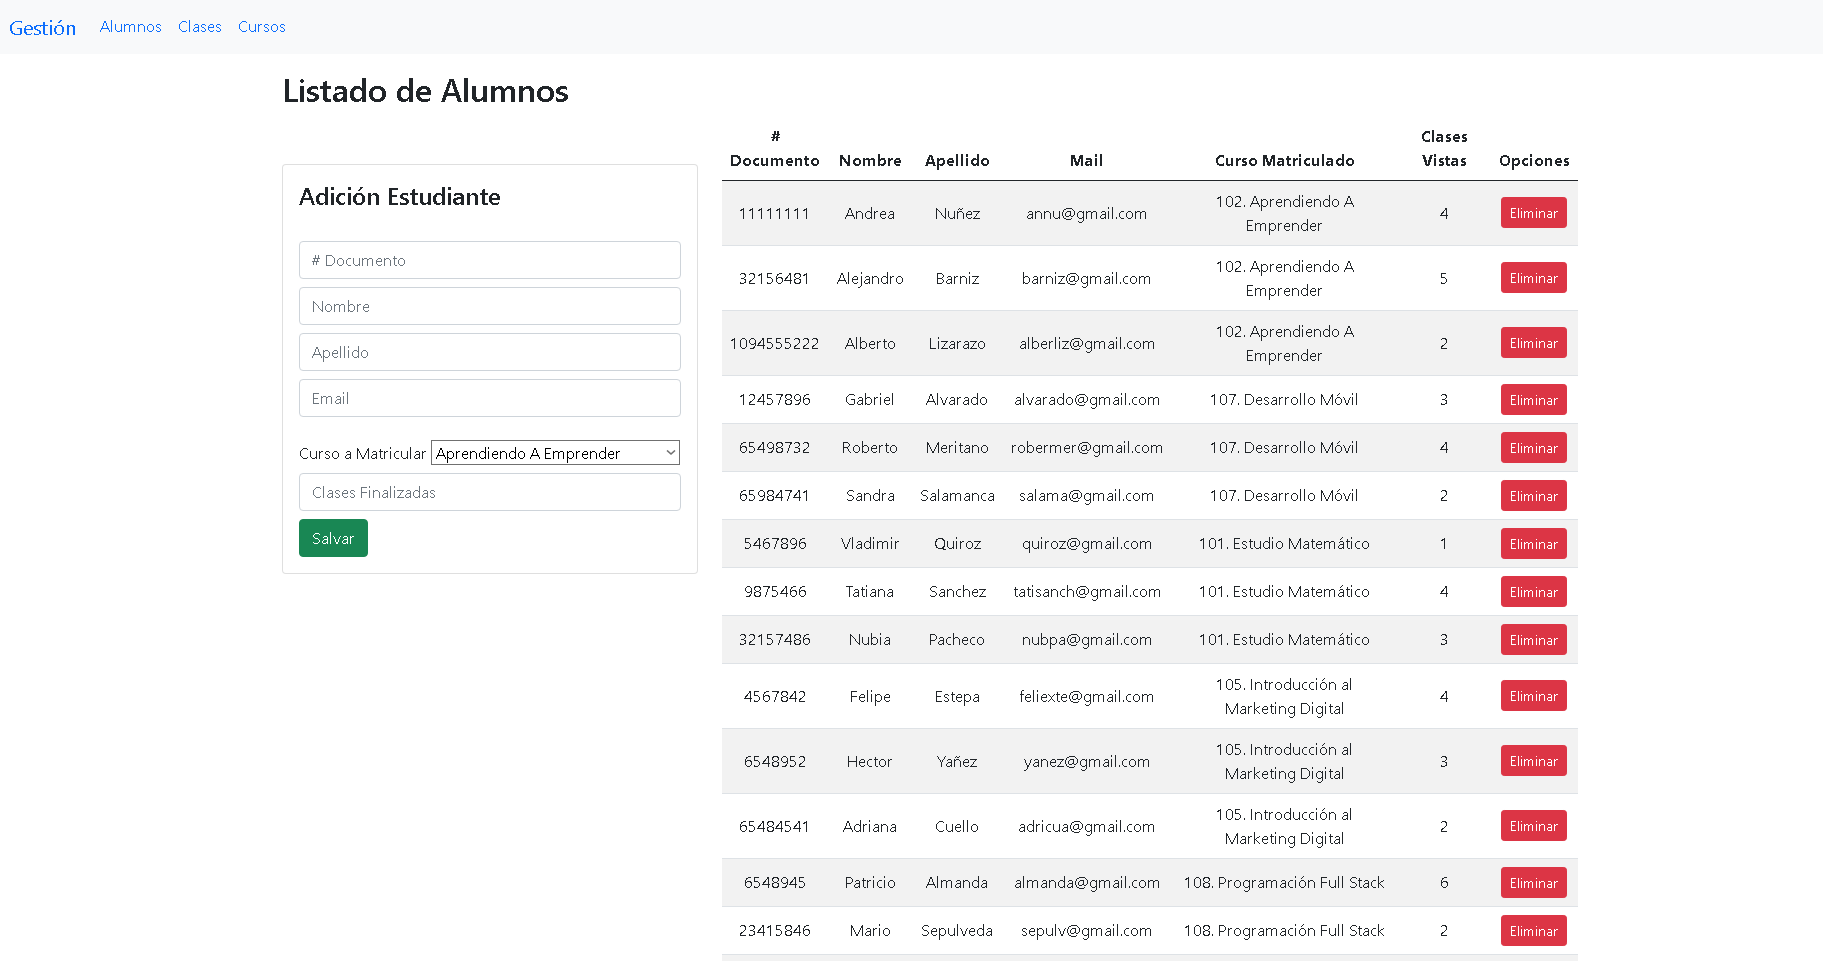 Gestión Alumnos Clases Cursos
Listado de Alumnos
Adición Estudiante
# Documento
Nombre
Apellido
Email
Curso a Matricular Aprendiendo A Emprender
Clases Finalizadas
Salvar
# Documento Nombre Apellido Mail Curso Matriculado Clases Vistas Opciones
11111111 Andrea Nuñez annu@gmail.com 102. Aprendiendo A Emprender 4 Eliminar
32156481 Alejandro Barniz barniz@gmail.com 102. Aprendiendo A Emprender 5 Eliminar
1094555222 Alberto Lizarazo alberliz@gmail.com 102. Aprendiendo A Emprender 2 Eliminar
12457896 Gabriel Alvarado alvarado@gmail.com 107. Desarrollo Móvil 3 Eliminar
65498732 Roberto Meritano robermer@gmail.com 107. Desarrollo Móvil 4 Eliminar
65984741 Sandra Salamanca salama@gmail.com 107. Desarrollo Móvil 2 Eliminar
5467896 Vladimir Quiroz quiroz@gmail.com 101. Estudio Matemático 1 Eliminar
9875466 Tatiana Sanchez tatisanch@gmail.com 101. Estudio Matemático 4 Eliminar
32157486 Nubia Pacheco nubpa@gmail.com 101. Estudio Matemático 3 Eliminar
4567842 Felipe Estepa feliexte@gmail.com 105. Introducción al Marketing Digital 4 Eliminar
6548952 Hector Yañez yanez@gmail.com 105. Introducción al Marketing Digital 3 Eliminar
65484541 Adriana Cuello adricua@gmail.com 105. Introducción al Marketing Digital 2 Eliminar
6548945 Patricio Almanda almanda@gmail.com 108. Programación Full Stack 6 Eliminar
23415846 Mario Sepulveda sepulv@gmail.com 108. Programación Full Stack 2 Eliminar